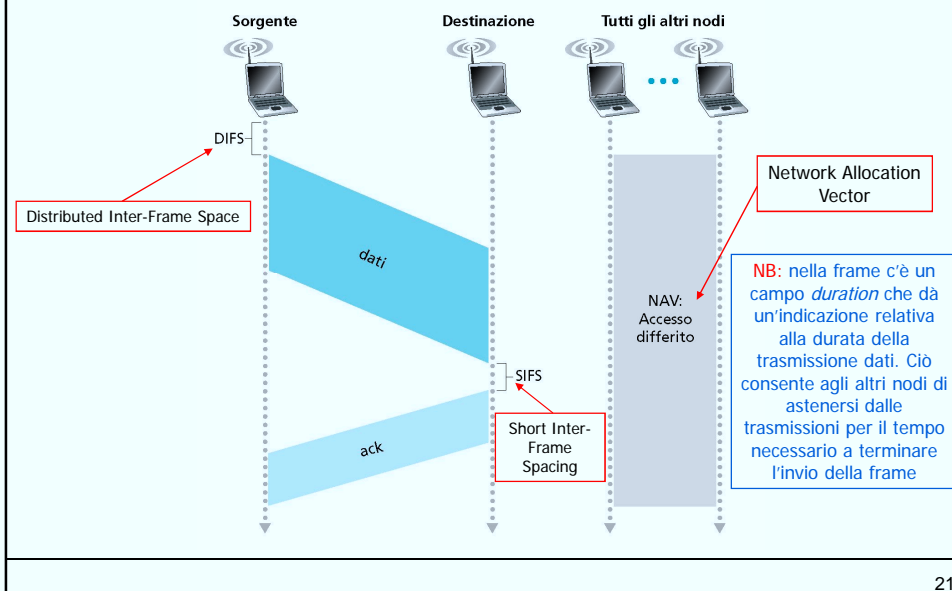 Sorgente
Destinazione
Tutti gli altri nodi
DIFS
Distributed Inter-Frame Space
dati
Network Allocation
Vector
NAV:
Accesso
differito
NB: nella frame c'è un
campo duration che dà
un'indicazione relativa
alla durata della
trasmissione dati. Ciò
consente agli altri nodi di
astenersi dalle
trasmissioni per il tempo
necessario a terminare
l'invio della frame
SIFS
Short Inter-
Frame
Spacing
ack
21